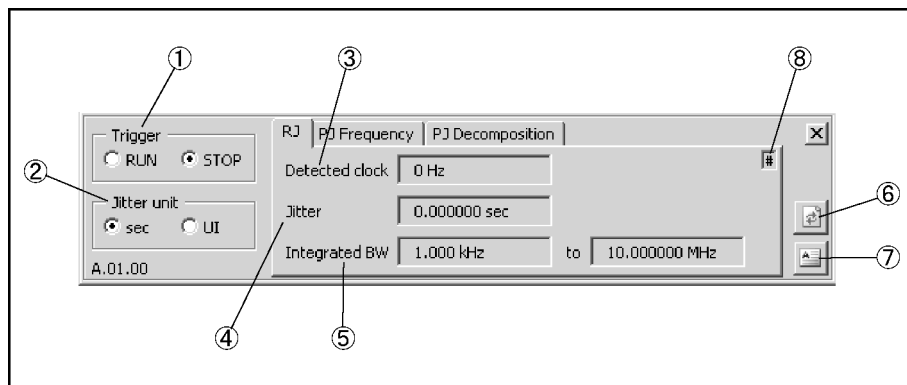 ① ③ ⑧
Trigger
RUN STOP
②
Jitter unit
sec UI
A.01.00
RJ PJ Frequency PJ Decomposition
#
Detected clock 0 Hz
Jitter 0.000000 sec
Integrated BW 1.000 kHz to 10.000000 MHz
⑥
A
⑦
④ ⑤